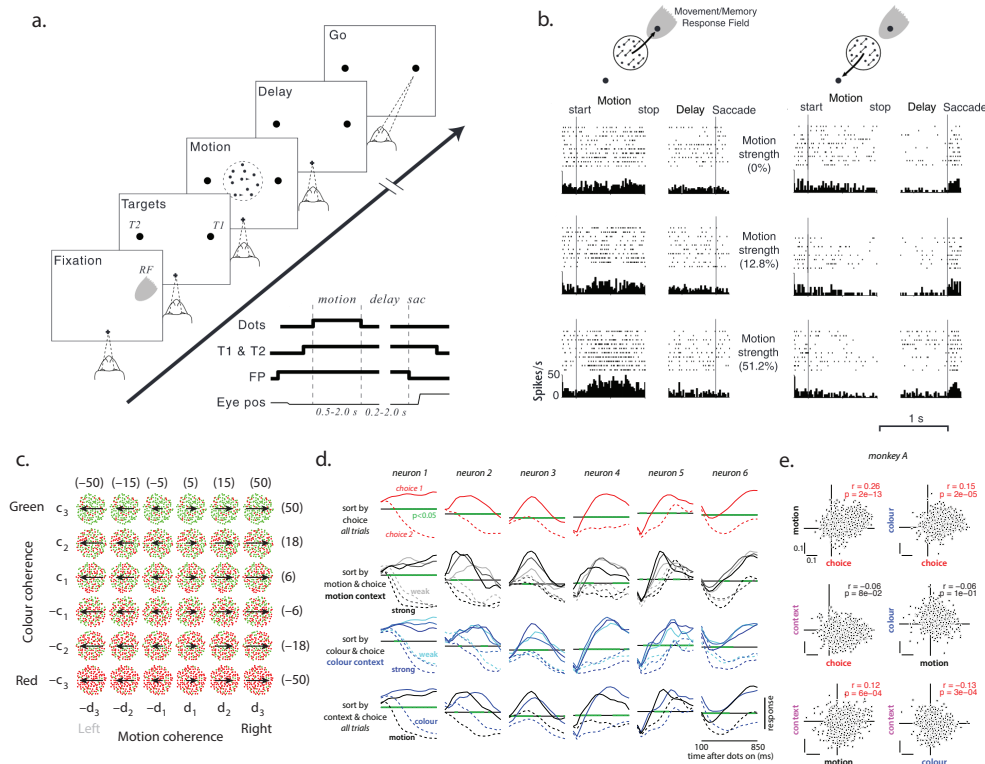 a.
Go
Delay
Motion
Targets
T2
T1
Fixation
RF
motion delay sac
Dots
T1 & T2
FP
Eye pos
0.5-2.0 s 0.2-2.0 s
b.
Movement/Memory
Response Field
Motion
start stop Delay Saccade
Motion
start stop Delay Saccade
Motion
strength
(0%)
Motion
strength
(12.8%)
Motion
strength
(51.2%)
Spikes/s
50
0
1 s
c.
(−50) (−15) (−5) (5) (15) (50)
Green c3 (50)
c2 (18)
c1 (6)
−c1 (−6)
−c2 (−18)
Red −c3 (−50)
Colour coherence
−d3 −d2 −d1 d1 d2 d3
Left Right
Motion coherence
d.
neuron 1 neuron 2 neuron 3 neuron 4 neuron 5 neuron 6
sort by
choice
all trials
choice 1
p<0.05
choice 2
sort by
motion & choice
motion context
weak
strong
sort by
colour & choice
colour context
weak
strong
sort by
context & choice
all trials
colour
motion
response
100 850
time after dots on (ms)
e.
monkey A
r = 0.26
p = 2e−13
motion
0.1
0.1
choice
r = 0.15
p = 2e−05
colour
choice
r = −0.06
p = 8e−02
context
choice
r = −0.06
p = 1e−01
colour
motion
r = 0.12
p = 6e−04
context
motion
r = −0.13
p = 3e−04
context
colour